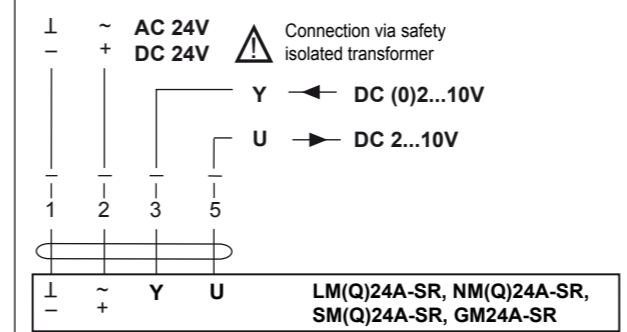 ⊥ ~ AC 24V
– + DC 24V
Connection via safety
isolated transformer
Y DC (0)2...10V
U DC 2...10V
1 2 3 5
⊥ ~ Y U
– +
LM(Q)24A-SR, NM(Q)24A-SR,
SM(Q)24A-SR, GM24A-SR